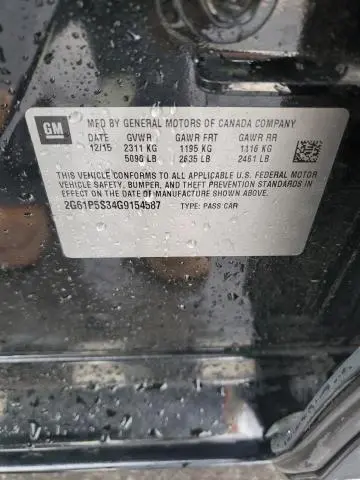 GM
MFD BY GENERAL MOTORS OF CANADA COMPANY
DATE GVWR GAWR FRT GAWR RR
12/15 2311 KG 1195 KG 1116 KG
5090 LB 2635 LB 2461 LB
THIS VEHICLE CONFORMS TO ALL APPLICABLE U.S. FEDERAL MOTOR
VEHICLE SAFETY, BUMPER, AND THEFT PREVENTION STANDARDS
IN EFFECT ON THE DATE OF MANUFACTURE SHOWN ABOVE.
TYPE: PASS CAR